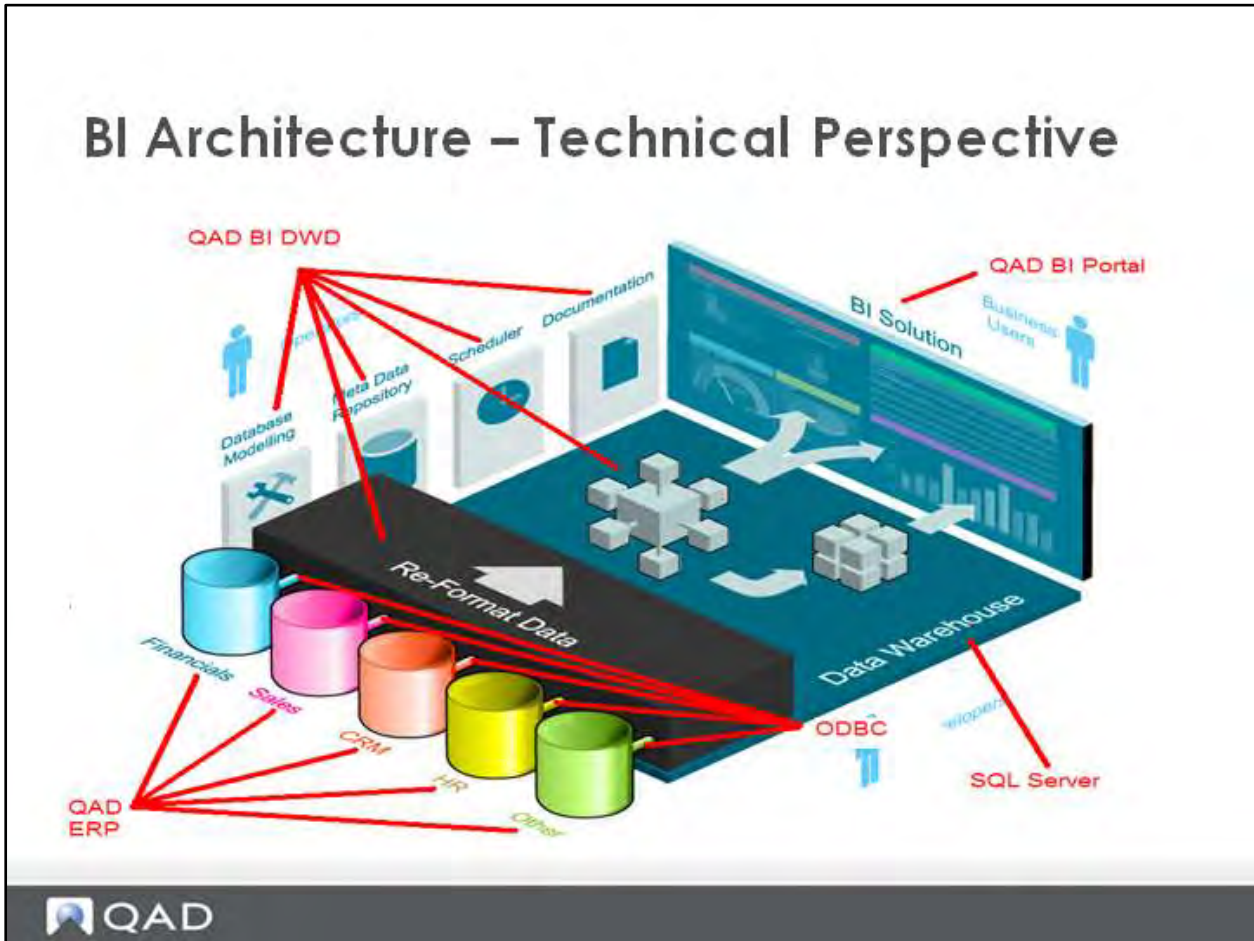 BI Architecture – Technical Perspective
QAD BI DWD
QAD BI Portal
BI Solution
Business
Users
Documentation
Scheduler
Meta Data
Repository
Database
Modelling
Re-Format Data
Data Warehouse
Financials
Sales
CRM
HR
Other
ODBC
SQL Server
QAD
ERP
QAD